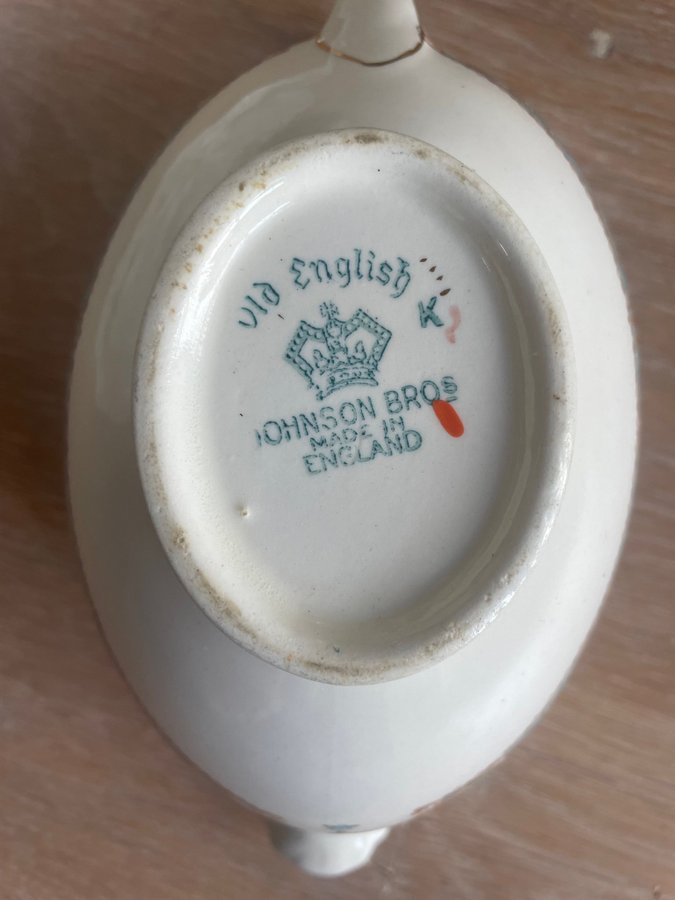 Old English
K
JOHNSON BROS
MADE IN
ENGLAND